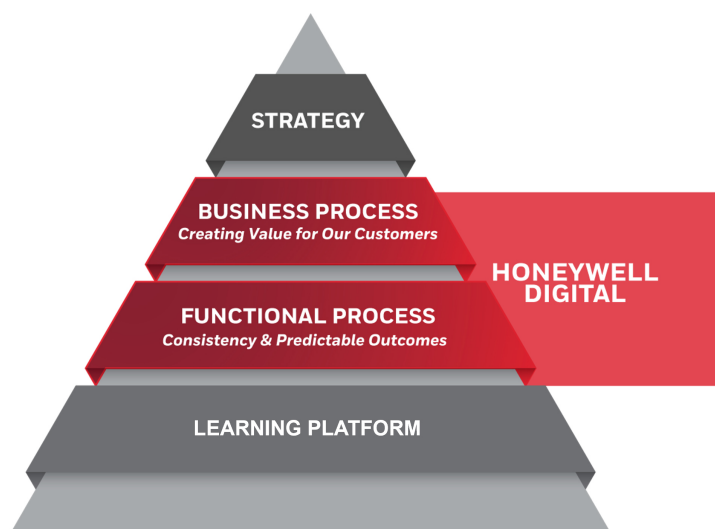 STRATEGY
BUSINESS PROCESS
Creating Value for Our Customers
HONEYWELL
DIGITAL
FUNCTIONAL PROCESS
Consistency & Predictable Outcomes
LEARNING PLATFORM